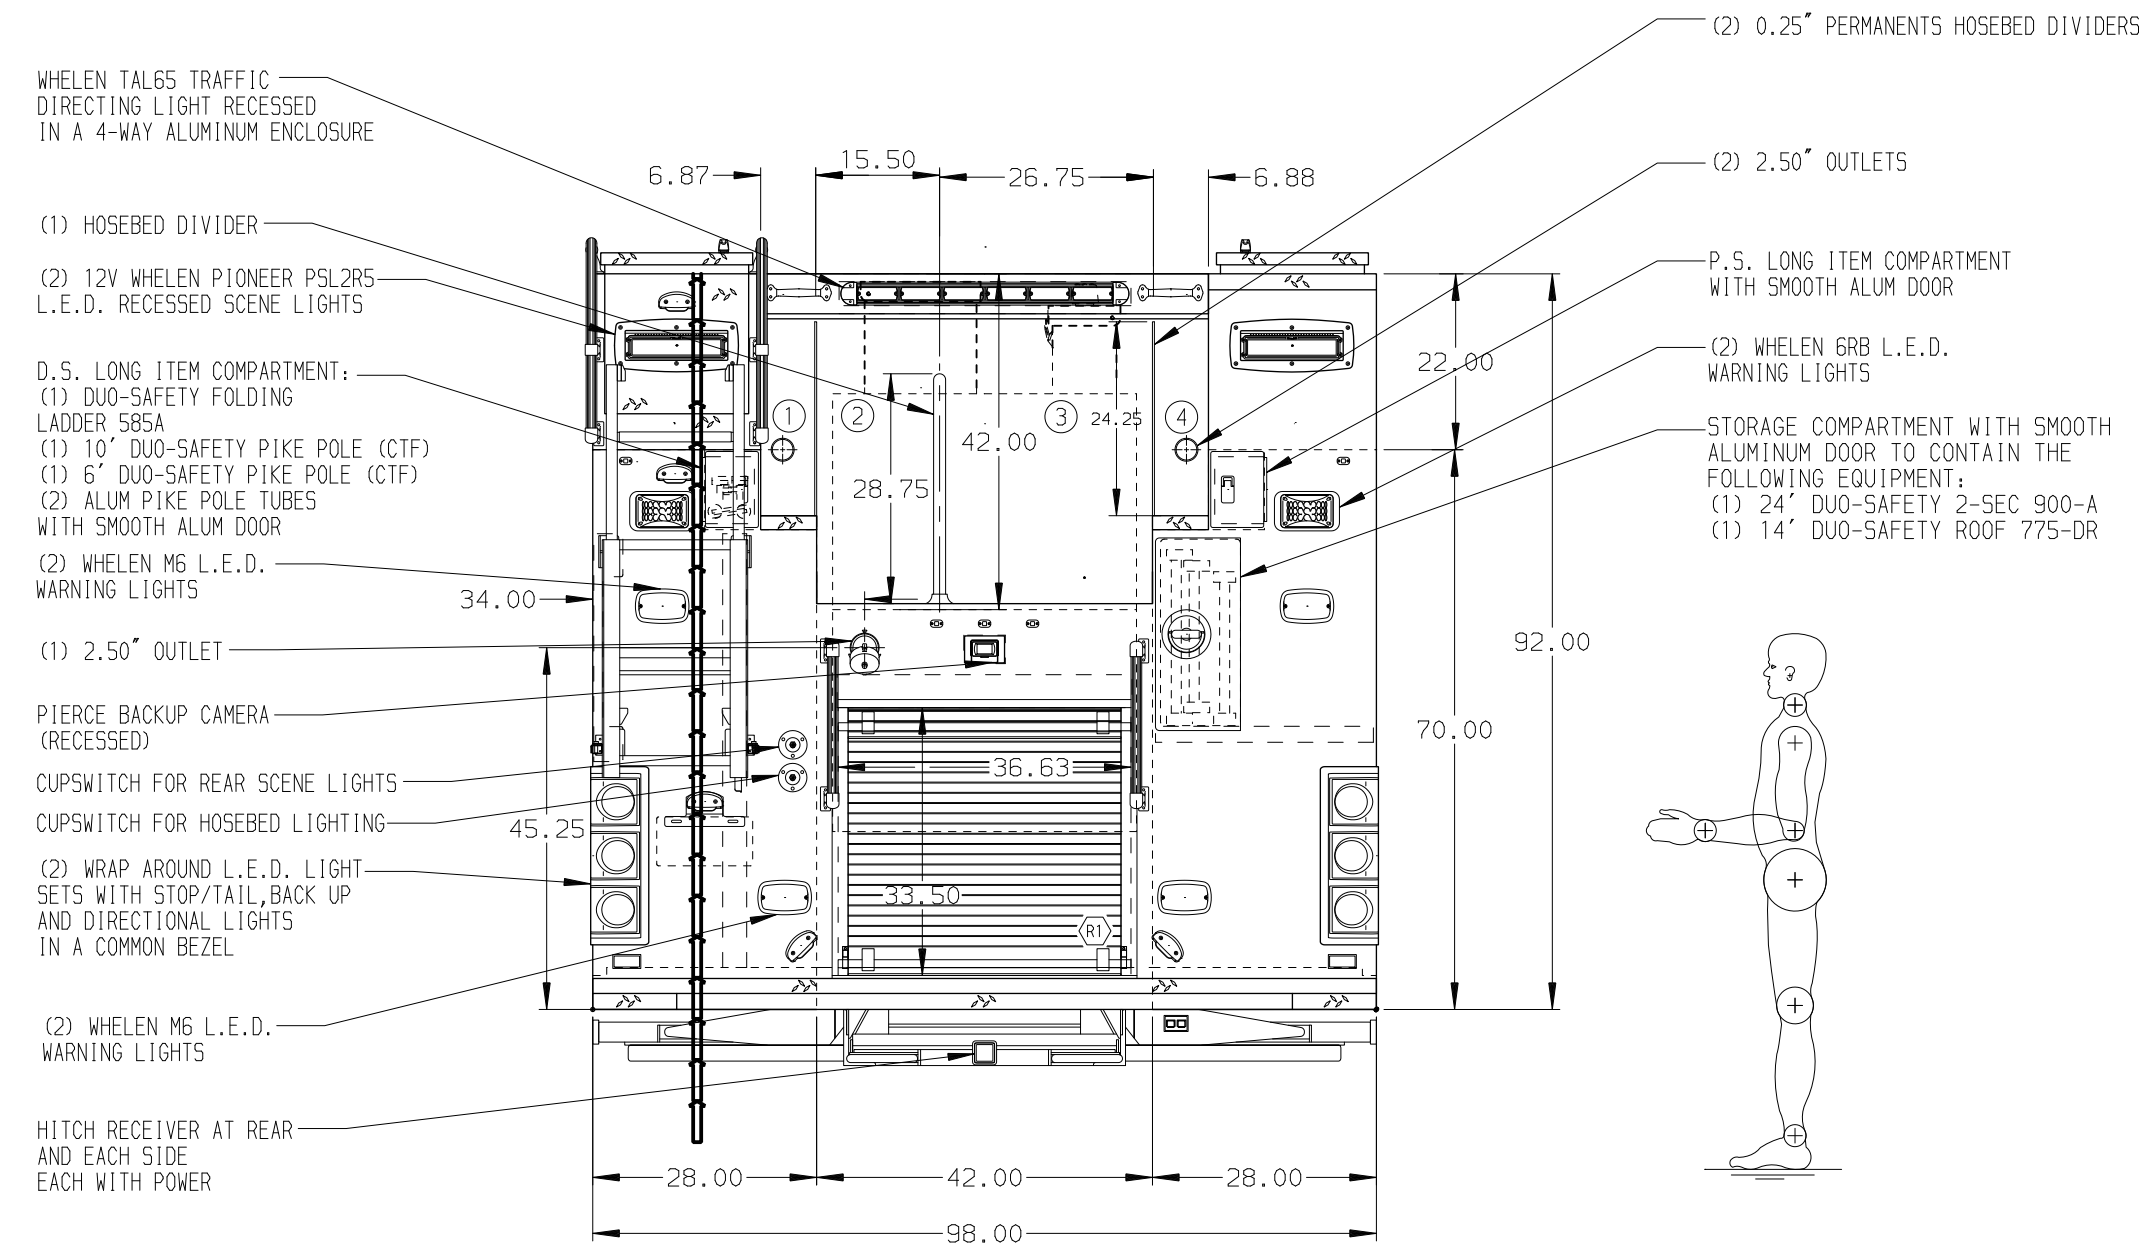 (2) 0.25" PERMANENTS HOSEBED DIVIDERS
WHELEN TAL65 TRAFFIC
DIRECTING LIGHT RECESSED
IN A 4-WAY ALUMINUM ENCLOSURE
(2) 2.50" OUTLETS
6.87
15.50
26.75
6.88
(1) HOSEBED DIVIDER
(2) 12V WHELEN PIONEER PSL2R5
L.E.D. RECESSED SCENE LIGHTS
P.S. LONG ITEM COMPARTMENT
WITH SMOOTH ALUM DOOR
D.S. LONG ITEM COMPARTMENT:
(1) DUO-SAFETY FOLDING
LADDER 585A
(1) 10' DUO-SAFETY PIKE POLE (CTF)
(1) 6' DUO-SAFETY PIKE POLE (CTF)
(2) ALUM PIKE POLE TUBES
WITH SMOOTH ALUM DOOR
(2) WHELEN 6RB L.E.D.
WARNING LIGHTS
22.00
1
2
3
4
24.25
42.00
28.75
STORAGE COMPARTMENT WITH SMOOTH
ALUMINUM DOOR TO CONTAIN THE
FOLLOWING EQUIPMENT:
(1) 24' DUO-SAFETY 2-SEC 900-A
(1) 14' DUO-SAFETY ROOF 775-DR
(2) WHELEN M6 L.E.D.
WARNING LIGHTS
34.00
(1) 2.50" OUTLET
92.00
PIERCE BACKUP CAMERA
(RECESSED)
70.00
CUPSWITCH FOR REAR SCENE LIGHTS
36.63
CUPSWITCH FOR HOSEBED LIGHTING
45.25
(2) WRAP AROUND L.E.D. LIGHT
SETS WITH STOP/TAIL,BACK UP
AND DIRECTIONAL LIGHTS
IN A COMMON BEZEL
33.50
R1
(2) WHELEN M6 L.E.D.
WARNING LIGHTS
HITCH RECEIVER AT REAR
AND EACH SIDE
EACH WITH POWER
28.00
42.00
28.00
98.00